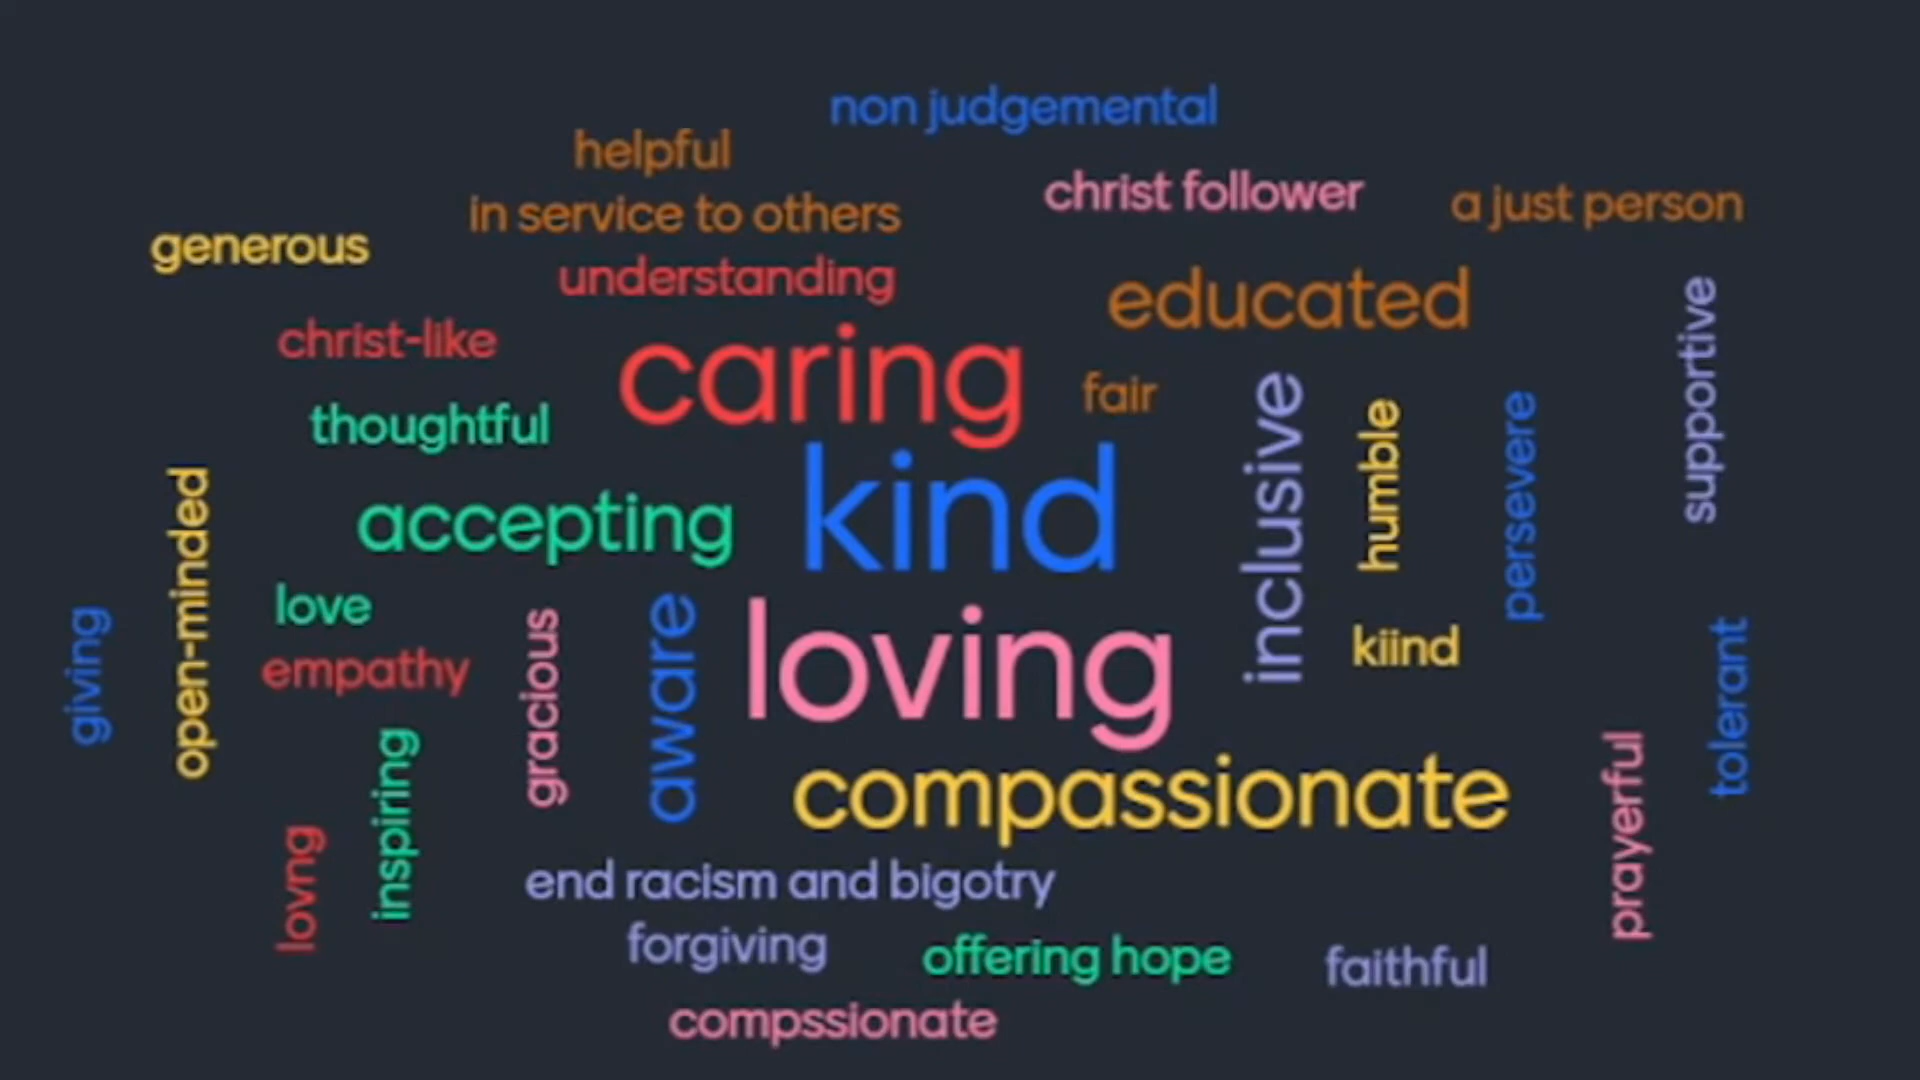 non judgemental
helpful
christ follower
a just person
in service to others
generous
understanding
educated
supportive
christ-like
caring
fair
inclusive
humble
persevere
thoughtful
kind
open-minded
accepting
love
giving
empathy
gracious
aware
loving
kiind
tolerant
inspiring
compassionate
prayerful
lovng
end racism and bigotry
forgiving
offering hope
faithful
compssionate